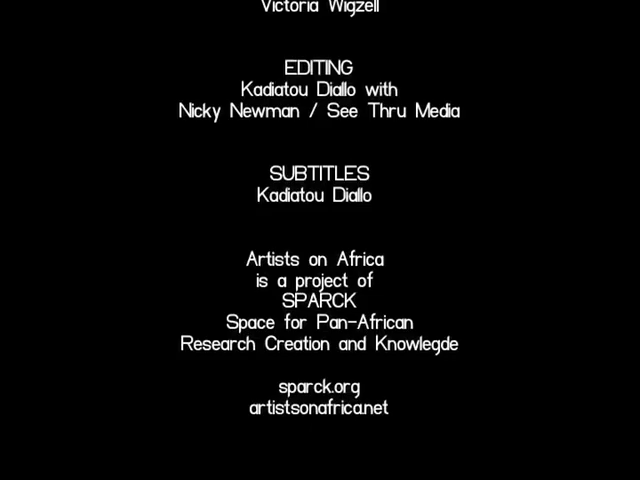 Victoria Wigzell
EDITING
Kadiatou Diallo with
Nicky Newman / See Thru Media
SUBTITLES
Kadiatou Diallo
Artists on Africa
is a project of
SPARCK
Space for Pan-African
Research Creation and Knowlegde
sparck.org
artistsonafrica.net